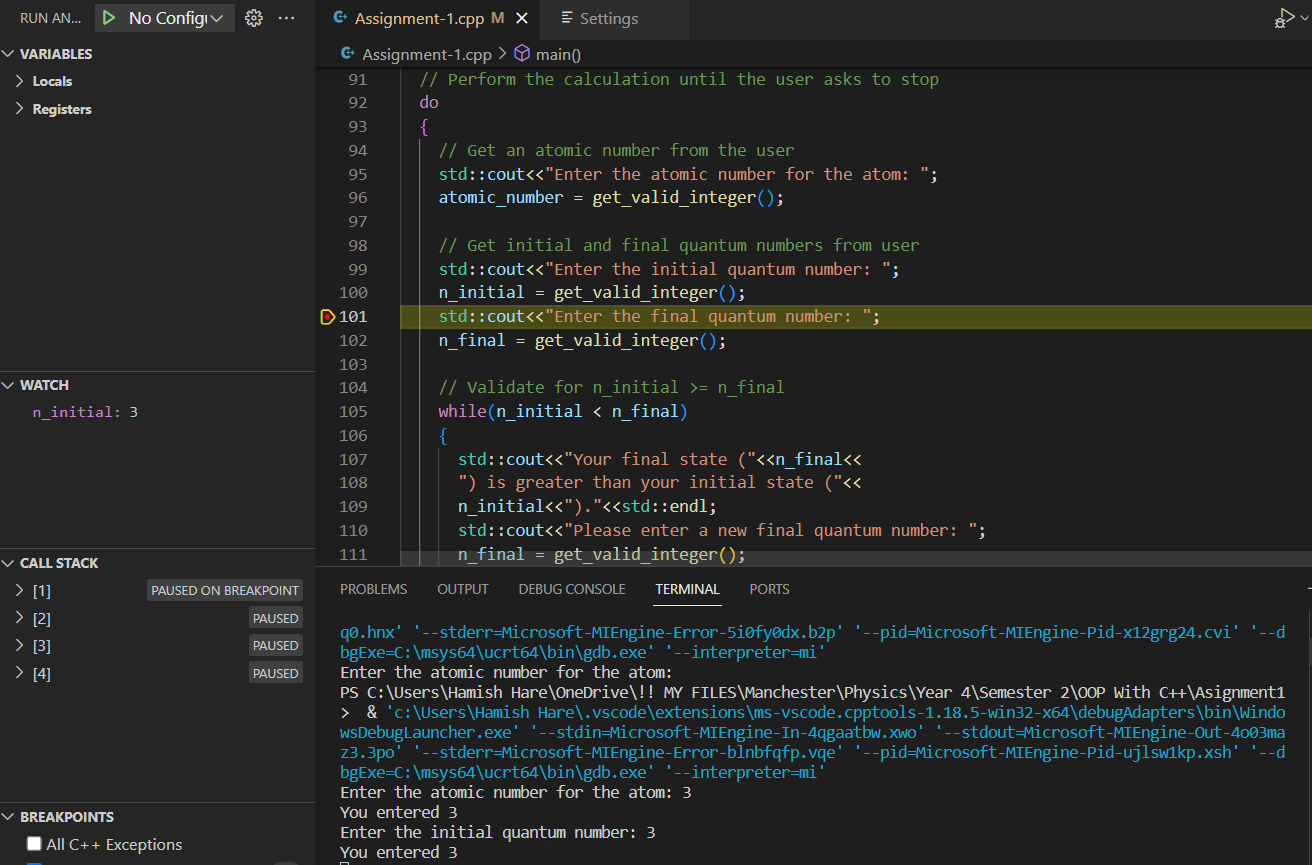 RUN AN... No Configu
Assignment-1.cpp M
Settings
Assignment-1.cpp > main()
VARIABLES
Locals
Registers
WATCH
n_initial: 3
CALL STACK
[1] PAUSED ON BREAKPOINT
[2] PAUSED
[3] PAUSED
[4] PAUSED
BREAKPOINTS
All C++ Exceptions
91 // Perform the calculation until the user asks to stop
92 do
93 {
94 // Get an atomic number from the user
95 std::cout<<"Enter the atomic number for the atom: ";
96 atomic_number = get_valid_integer();
97
98 // Get initial and final quantum numbers from user
99 std::cout<<"Enter the initial quantum number: ";
100 n_initial = get_valid_integer();
101 std::cout<<"Enter the final quantum number: ";
102 n_final = get_valid_integer();
103
104 // Validate for n_initial >= n_final
105 while(n_initial < n_final)
106 {
107 std::cout<<"Your final state ("<<n_final<<
108 ") is greater than your initial state ("<<
109 n_initial<<")."<<std::endl;
110 std::cout<<"Please enter a new final quantum number: ";
111 n_final = get_valid_integer();
PROBLEMS OUTPUT DEBUG CONSOLE TERMINAL PORTS
q0.hnx' '--stderr=Microsoft-MIEngine-Error-5i0fy0dx.b2p' '--pid=Microsoft-MIEngine-Pid-x12grg24.cvi' '--d
bgExe=C:\msys64\ucrt64\bin\gdb.exe' '--interpreter=mi'
Enter the atomic number for the atom:
PS C:\Users\Hamish Hare\OneDrive\!! MY FILES\Manchester\Physics\Year 4\Semester 2\OOP With C++\Asignment1
> & 'c:\Users\Hamish Hare\.vscode\extensions\ms-vscode.cpptools-1.18.5-win32-x64\debugAdapters\bin\Windo
wsDebugLauncher.exe' '--stdin=Microsoft-MIEngine-In-4qgaatbw.xwo' '--stdout=Microsoft-MIEngine-Out-4o03ma
z3.3po' '--stderr=Microsoft-MIEngine-Error-blnbfqfp.vqe' '--pid=Microsoft-MIEngine-Pid-ujlsw1kp.xsh' '--d
bgExe=C:\msys64\ucrt64\bin\gdb.exe' '--interpreter=mi'
Enter the atomic number for the atom: 3
You entered 3
Enter the initial quantum number: 3
You entered 3